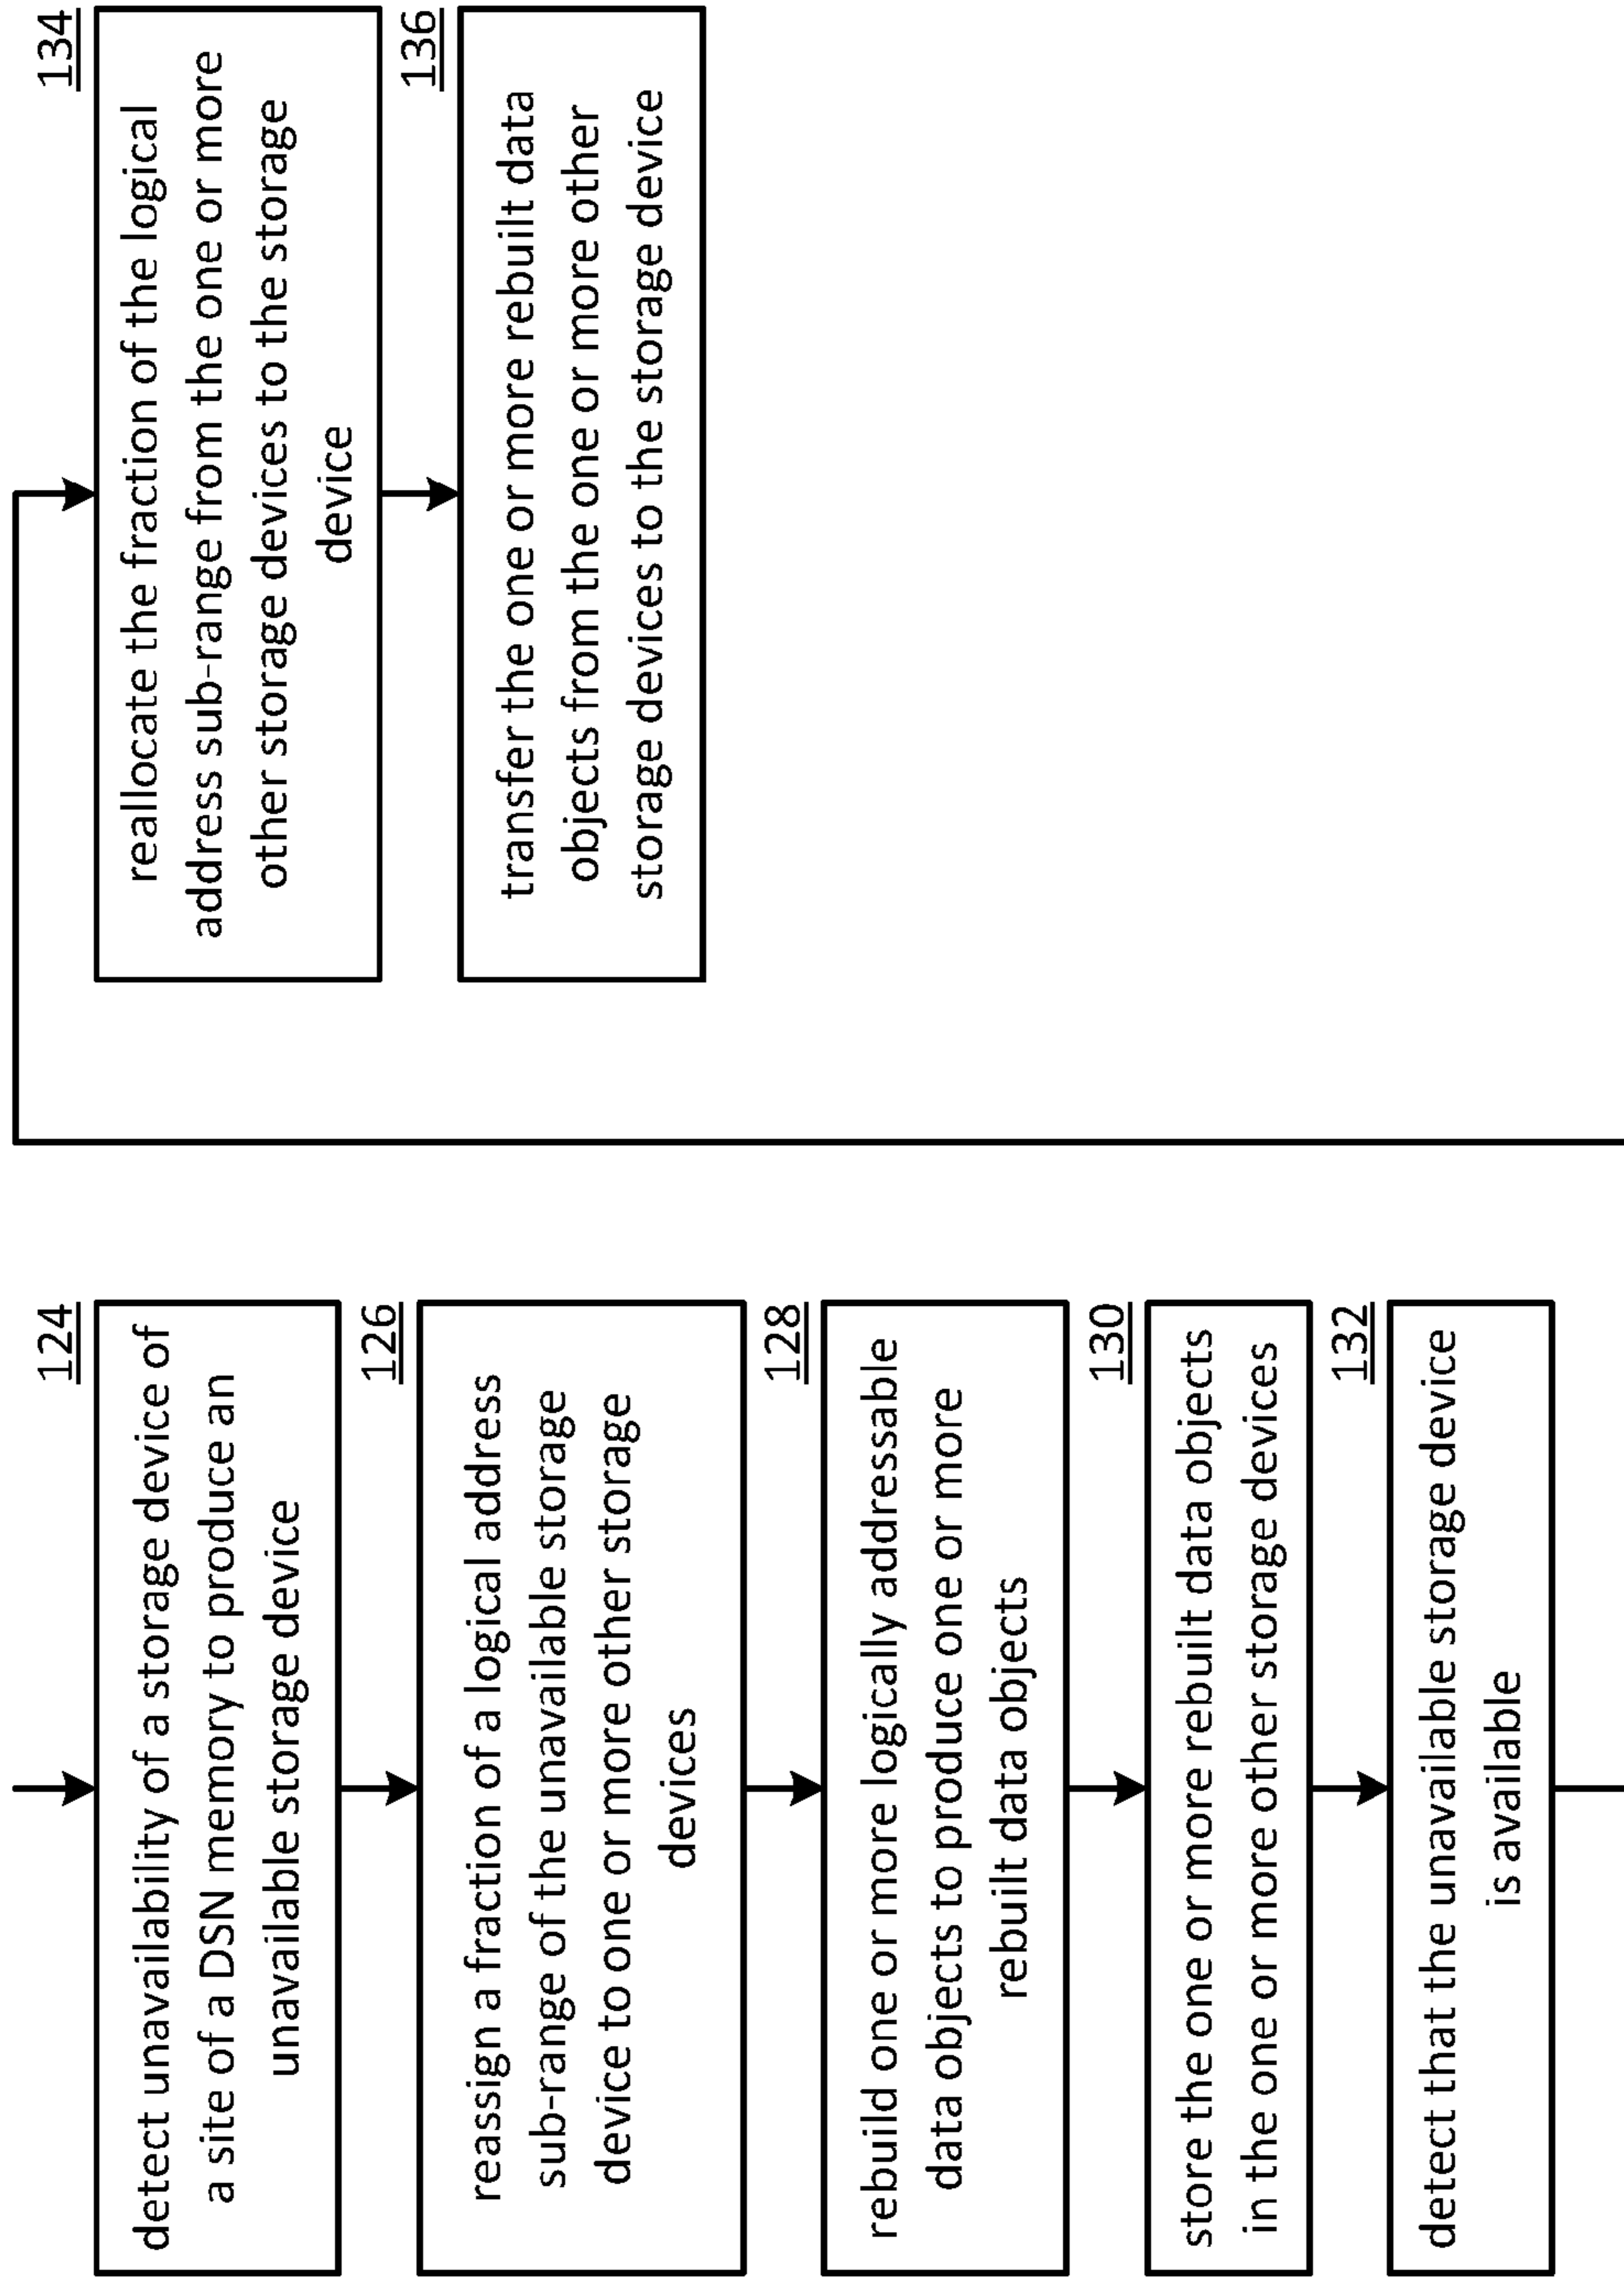 124
detect unavailability of a storage device of
a site of a DSN memory to produce an
unavailable storage device
126
reassign a fraction of a logical address
sub-range of the unavailable storage
device to one or more other storage
devices
128
rebuild one or more logically addressable
data objects to produce one or more
rebuilt data objects
130
store the one or more rebuilt data objects
in the one or more other storage devices
132
detect that the unavailable storage device
is available
134
reallocate the fraction of the logical
address sub-range from the one or more
other storage devices to the storage
device
136
transfer the one or more rebuilt data
objects from the one or more other
storage devices to the storage device